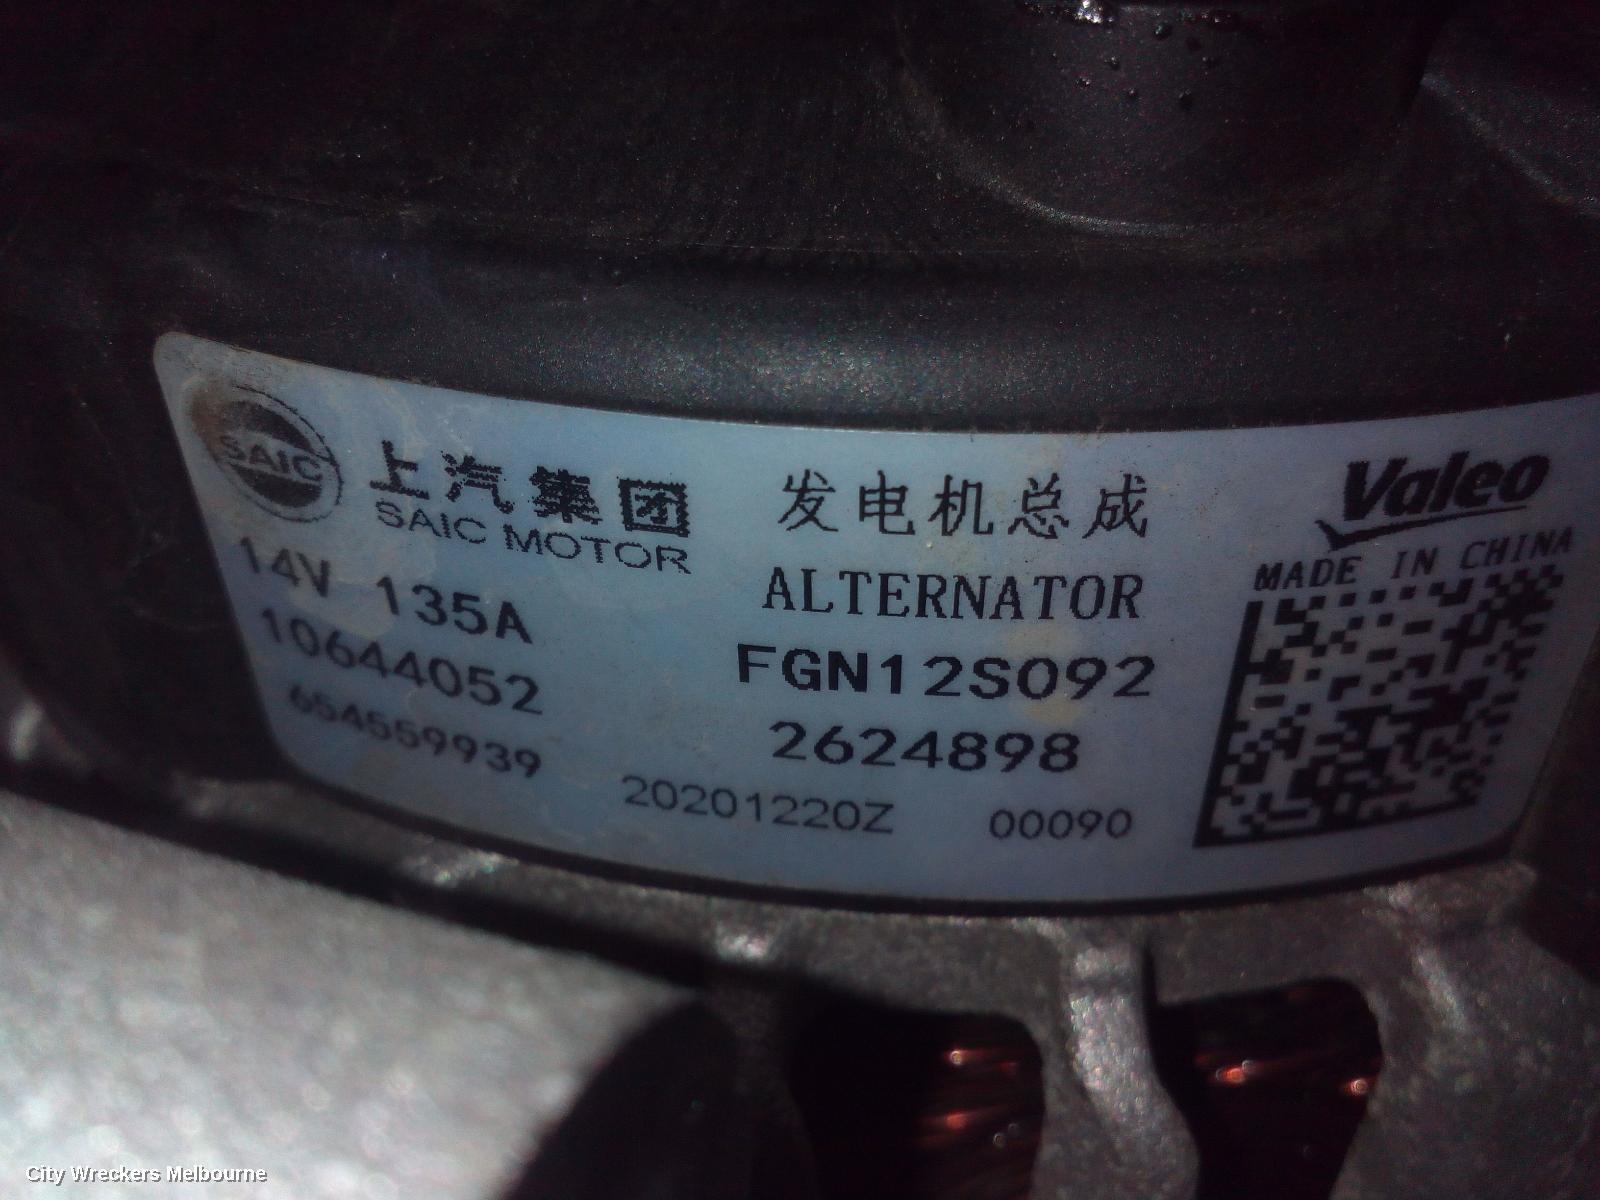 SAIC
上汽集团
SAIC MOTOR
14V 135A
10644052
654559939
发电机总成
ALTERNATOR
FGN12S092
2624898
20201220Z 00090
Valeo
MADE IN CHINA
City Wreckers Melbourne